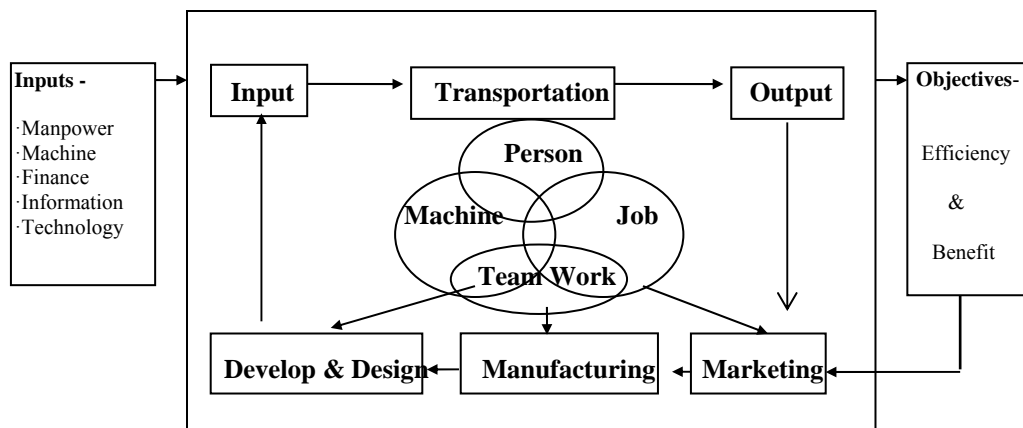 Inputs -
·Manpower
·Machine
·Finance
·Information
·Technology
Input
Transportation
Output
Person
Machine
Job
Team Work
Develop & Design
Manufacturing
Marketing
Objectives-
Efficiency
&
Benefit